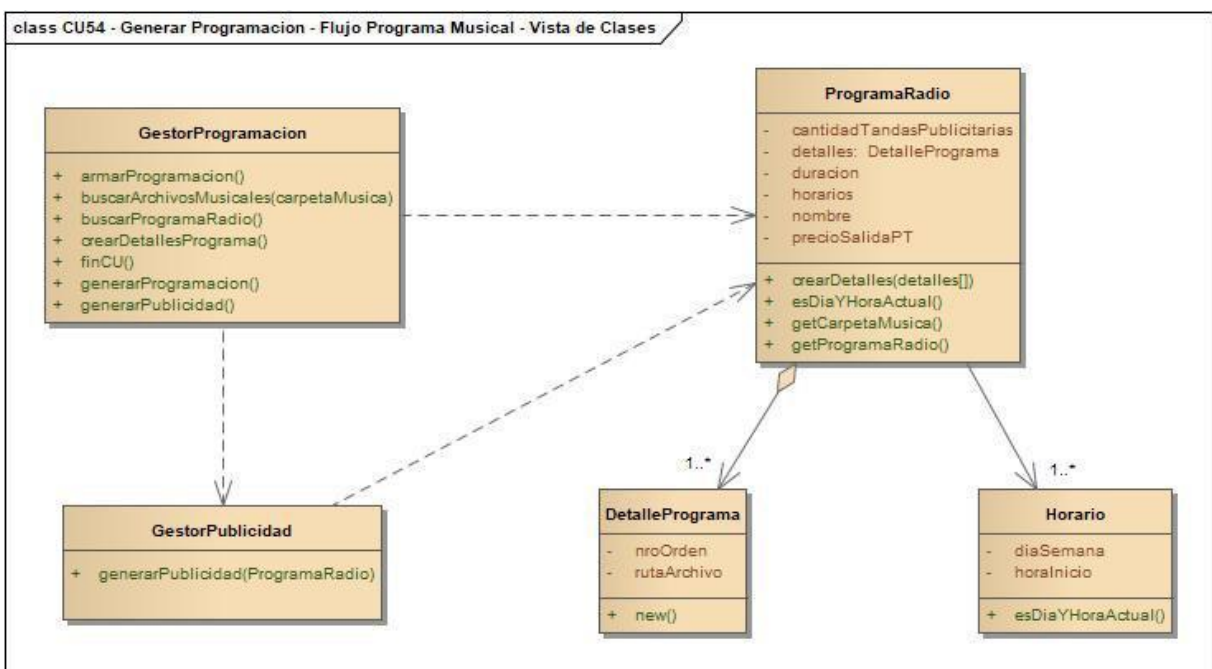 class CU54 - Generar Programacion - Flujo Programa Musical - Vista de Clases
GestorProgramacion
+ armarProgramacion()
+ buscarArchivosMusicales(carpetaMusica)
+ buscarProgramaRadio()
+ crearDetallesPrograma()
+ finCU()
+ generarProgramacion()
+ generarPublicidad()
ProgramaRadio
- cantidadTandasPublicitarias
- detalles: DetallePrograma
- duracion
- horarios
- nombre
- precioSalidaPT
+ crearDetalles(detalles[])
+ esDiaYHoraActual()
+ getCarpetaMusica()
+ getProgramaRadio()
1..*
1..*
GestorPublicidad
+ generarPublicidad(ProgramaRadio)
DetallePrograma
- nroOrden
- rutaArchivo
+ new()
Horario
- diaSemana
- horaInicio
+ esDiaYHoraActual()